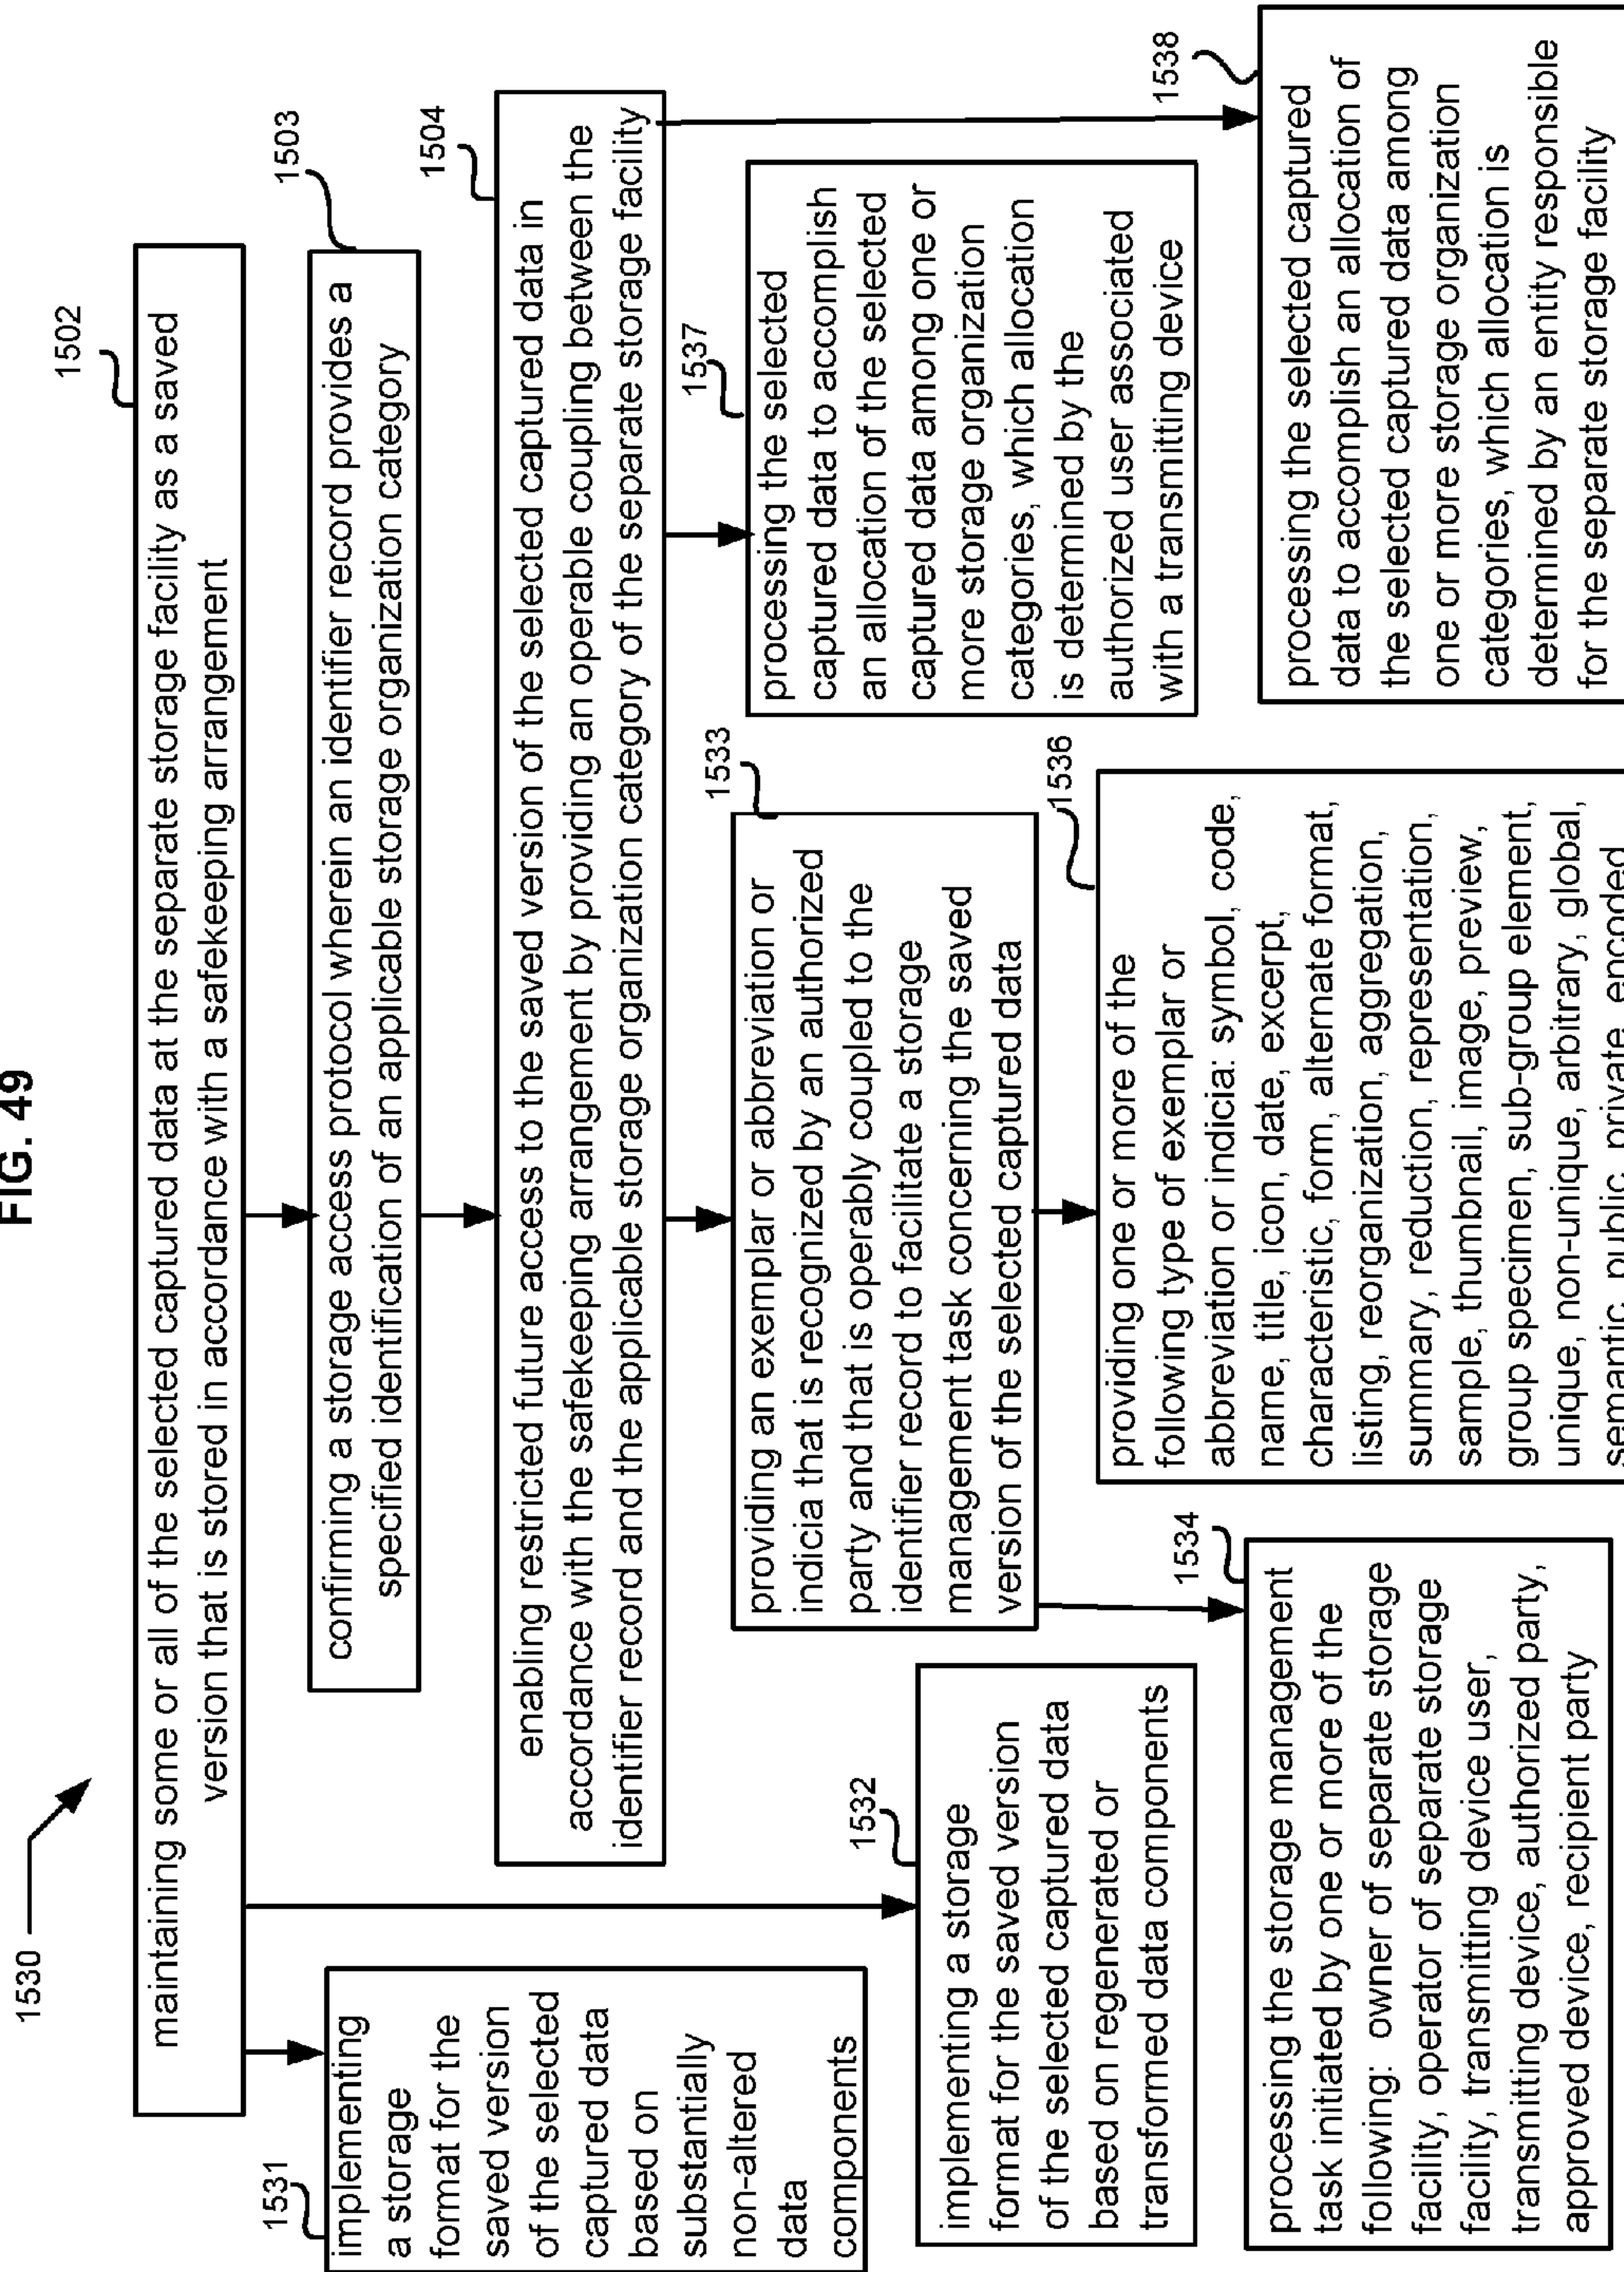 FIG. 49
1530
1502
maintaining some or all of the selected captured data at the separate storage facility as a saved
version that is stored in accordance with a safekeeping arrangement
1503
confirming a storage access protocol wherein an identifier record provides a
specified identification of an applicable storage organization category
1504
enabling restricted future access to the saved version of the selected captured data in
accordance with the safekeeping arrangement by providing an operable coupling between the
identifier record and the applicable storage organization category of the separate storage facility
1531
implementing
a storage
format for the
saved version
of the selected
captured data
based on
substantially
non-altered
data
components
1532
implementing a storage
format for the saved version
of the selected captured data
based on regenerated or
transformed data components
1533
providing an exemplar or abbreviation or
indicia that is recognized by an authorized
party and that is operably coupled to the
identifier record to facilitate a storage
management task concerning the saved
version of the selected captured data
1537
processing the selected
captured data to accomplish
an allocation of the selected
captured data among one or
more storage organization
categories, which allocation
is determined by the
authorized user associated
with a transmitting device
1534
processing the storage management
task initiated by one or more of the
following: owner of separate storage
facility, operator of separate storage
facility, transmitting device user,
transmitting device, authorized party,
approved device, recipient party
1536
providing one or more of the
following type of exemplar or
abbreviation or indicia: symbol, code,
name, title, icon, date, excerpt,
characteristic, form, alternate format,
listing, reorganization, aggregation,
summary, reduction, representation,
sample, thumbnail, image, preview,
group specimen, sub-group element,
unique, non-unique, arbitrary, global,
semantic, public, private, encoded
1538
processing the selected captured
data to accomplish an allocation of
the selected captured data among
one or more storage organization
categories, which allocation is
determined by an entity responsible
for the separate storage facility